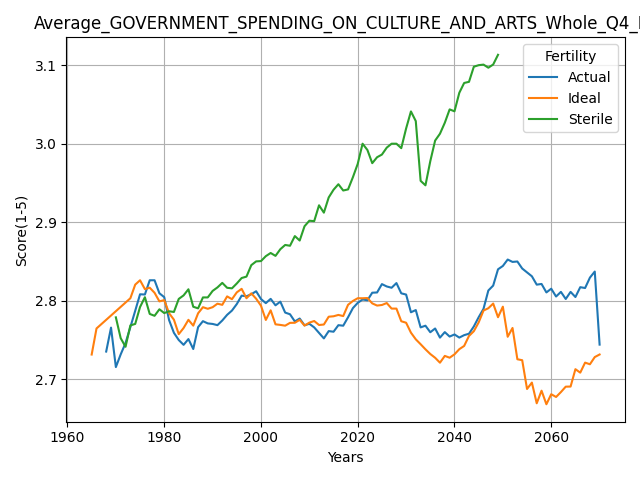 Average_GOVERNMENT_SPENDING_ON_CULTURE_AND_ARTS_Whole_Q4_
Fertility
Actual
Ideal
Sterile
3.1
3.0
2.9
2.8
2.7
Score(1-5)
1960 1980 2000 2020 2040 2060
Years